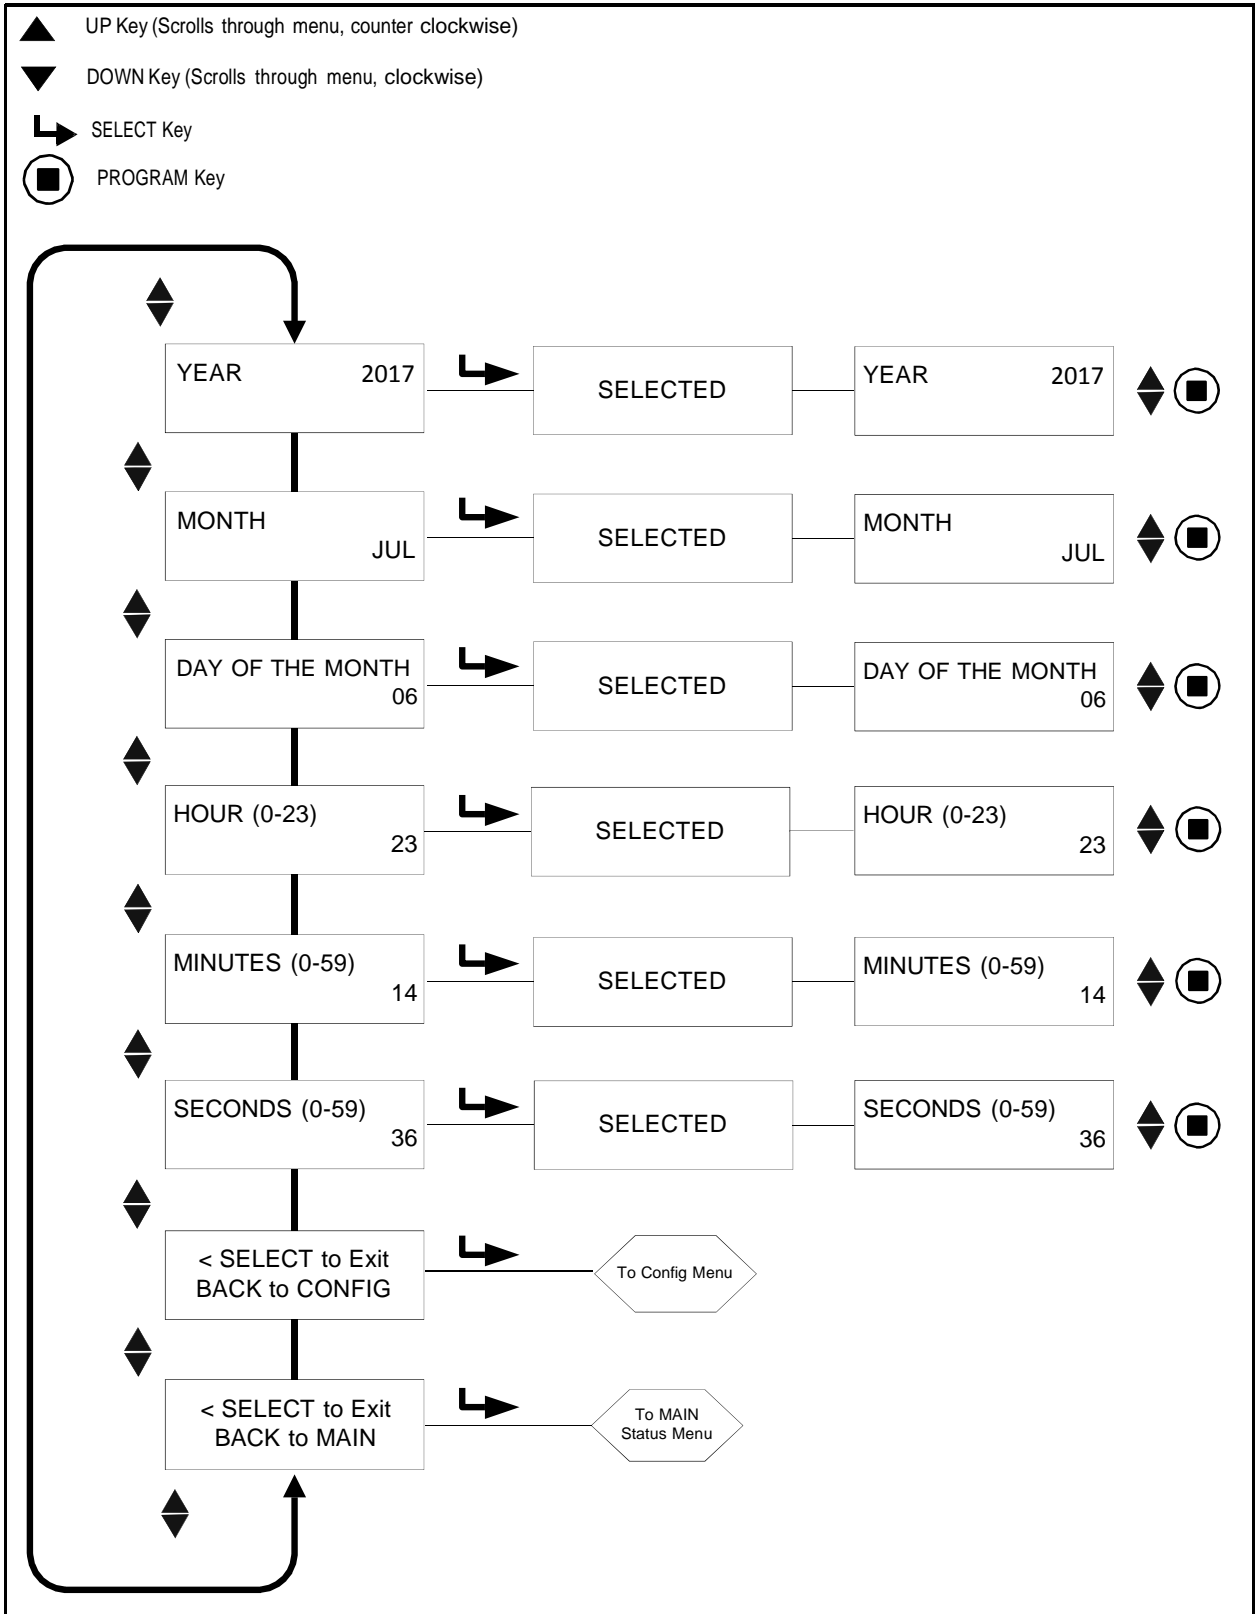 UP Key (Scrolls through menu, counter clockwise)
DOWN Key (Scrolls through menu, clockwise)
SELECT Key
PROGRAM Key
YEAR 2017
SELECTED
YEAR 2017
MONTH
JUL
SELECTED
MONTH
JUL
DAY OF THE MONTH
06
SELECTED
DAY OF THE MONTH
06
HOUR (0-23)
23
SELECTED
HOUR (0-23)
23
MINUTES (0-59)
14
SELECTED
MINUTES (0-59)
14
SECONDS (0-59)
36
SELECTED
SECONDS (0-59)
36
< SELECT to Exit
BACK to CONFIG
To Config Menu
< SELECT to Exit
BACK to MAIN
To MAIN
Status Menu